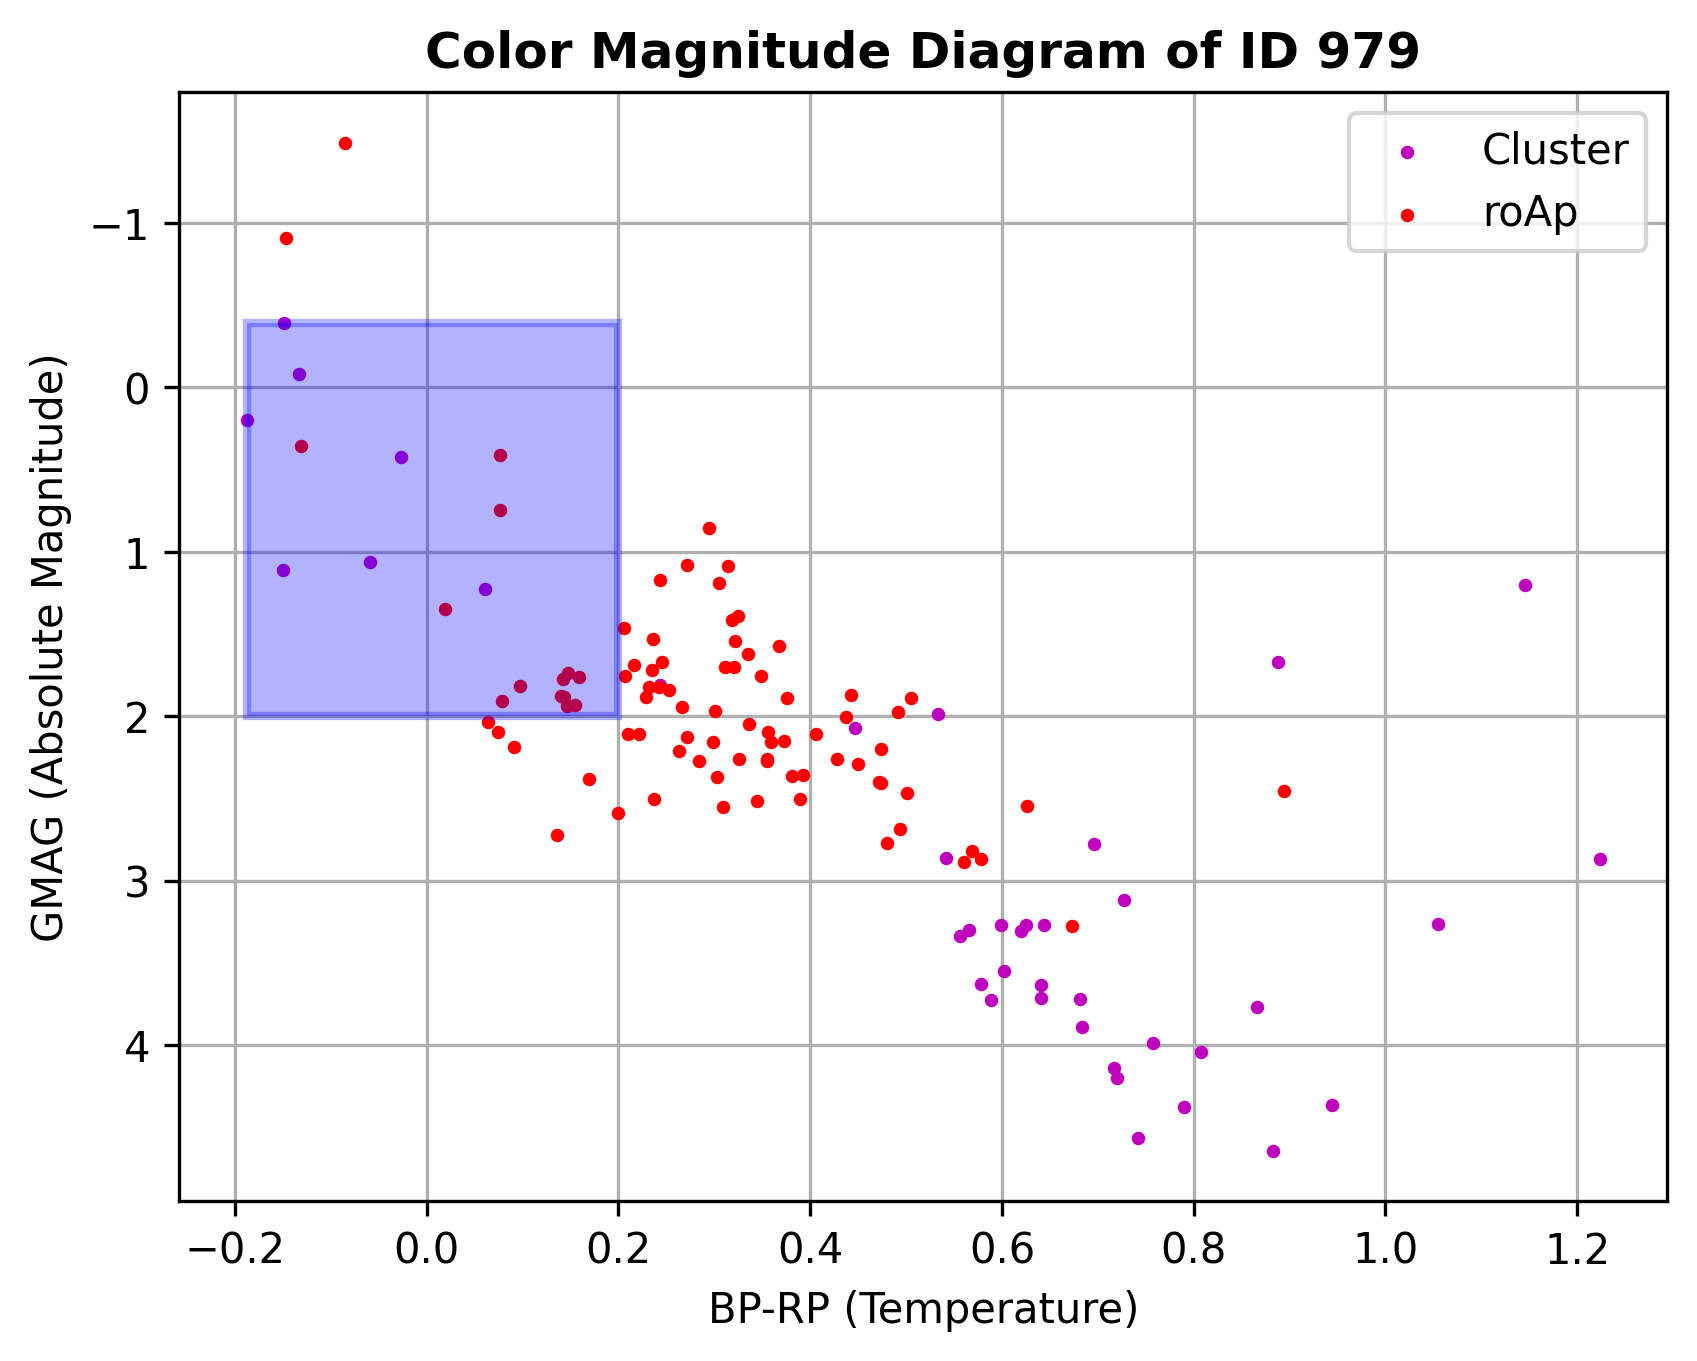 Color Magnitude Diagram of ID 979
Cluster
roAp
−1
0
1
2
3
4
GMAG (Absolute Magnitude)
−0.2 0.0 0.2 0.4 0.6 0.8 1.0 1.2
BP-RP (Temperature)